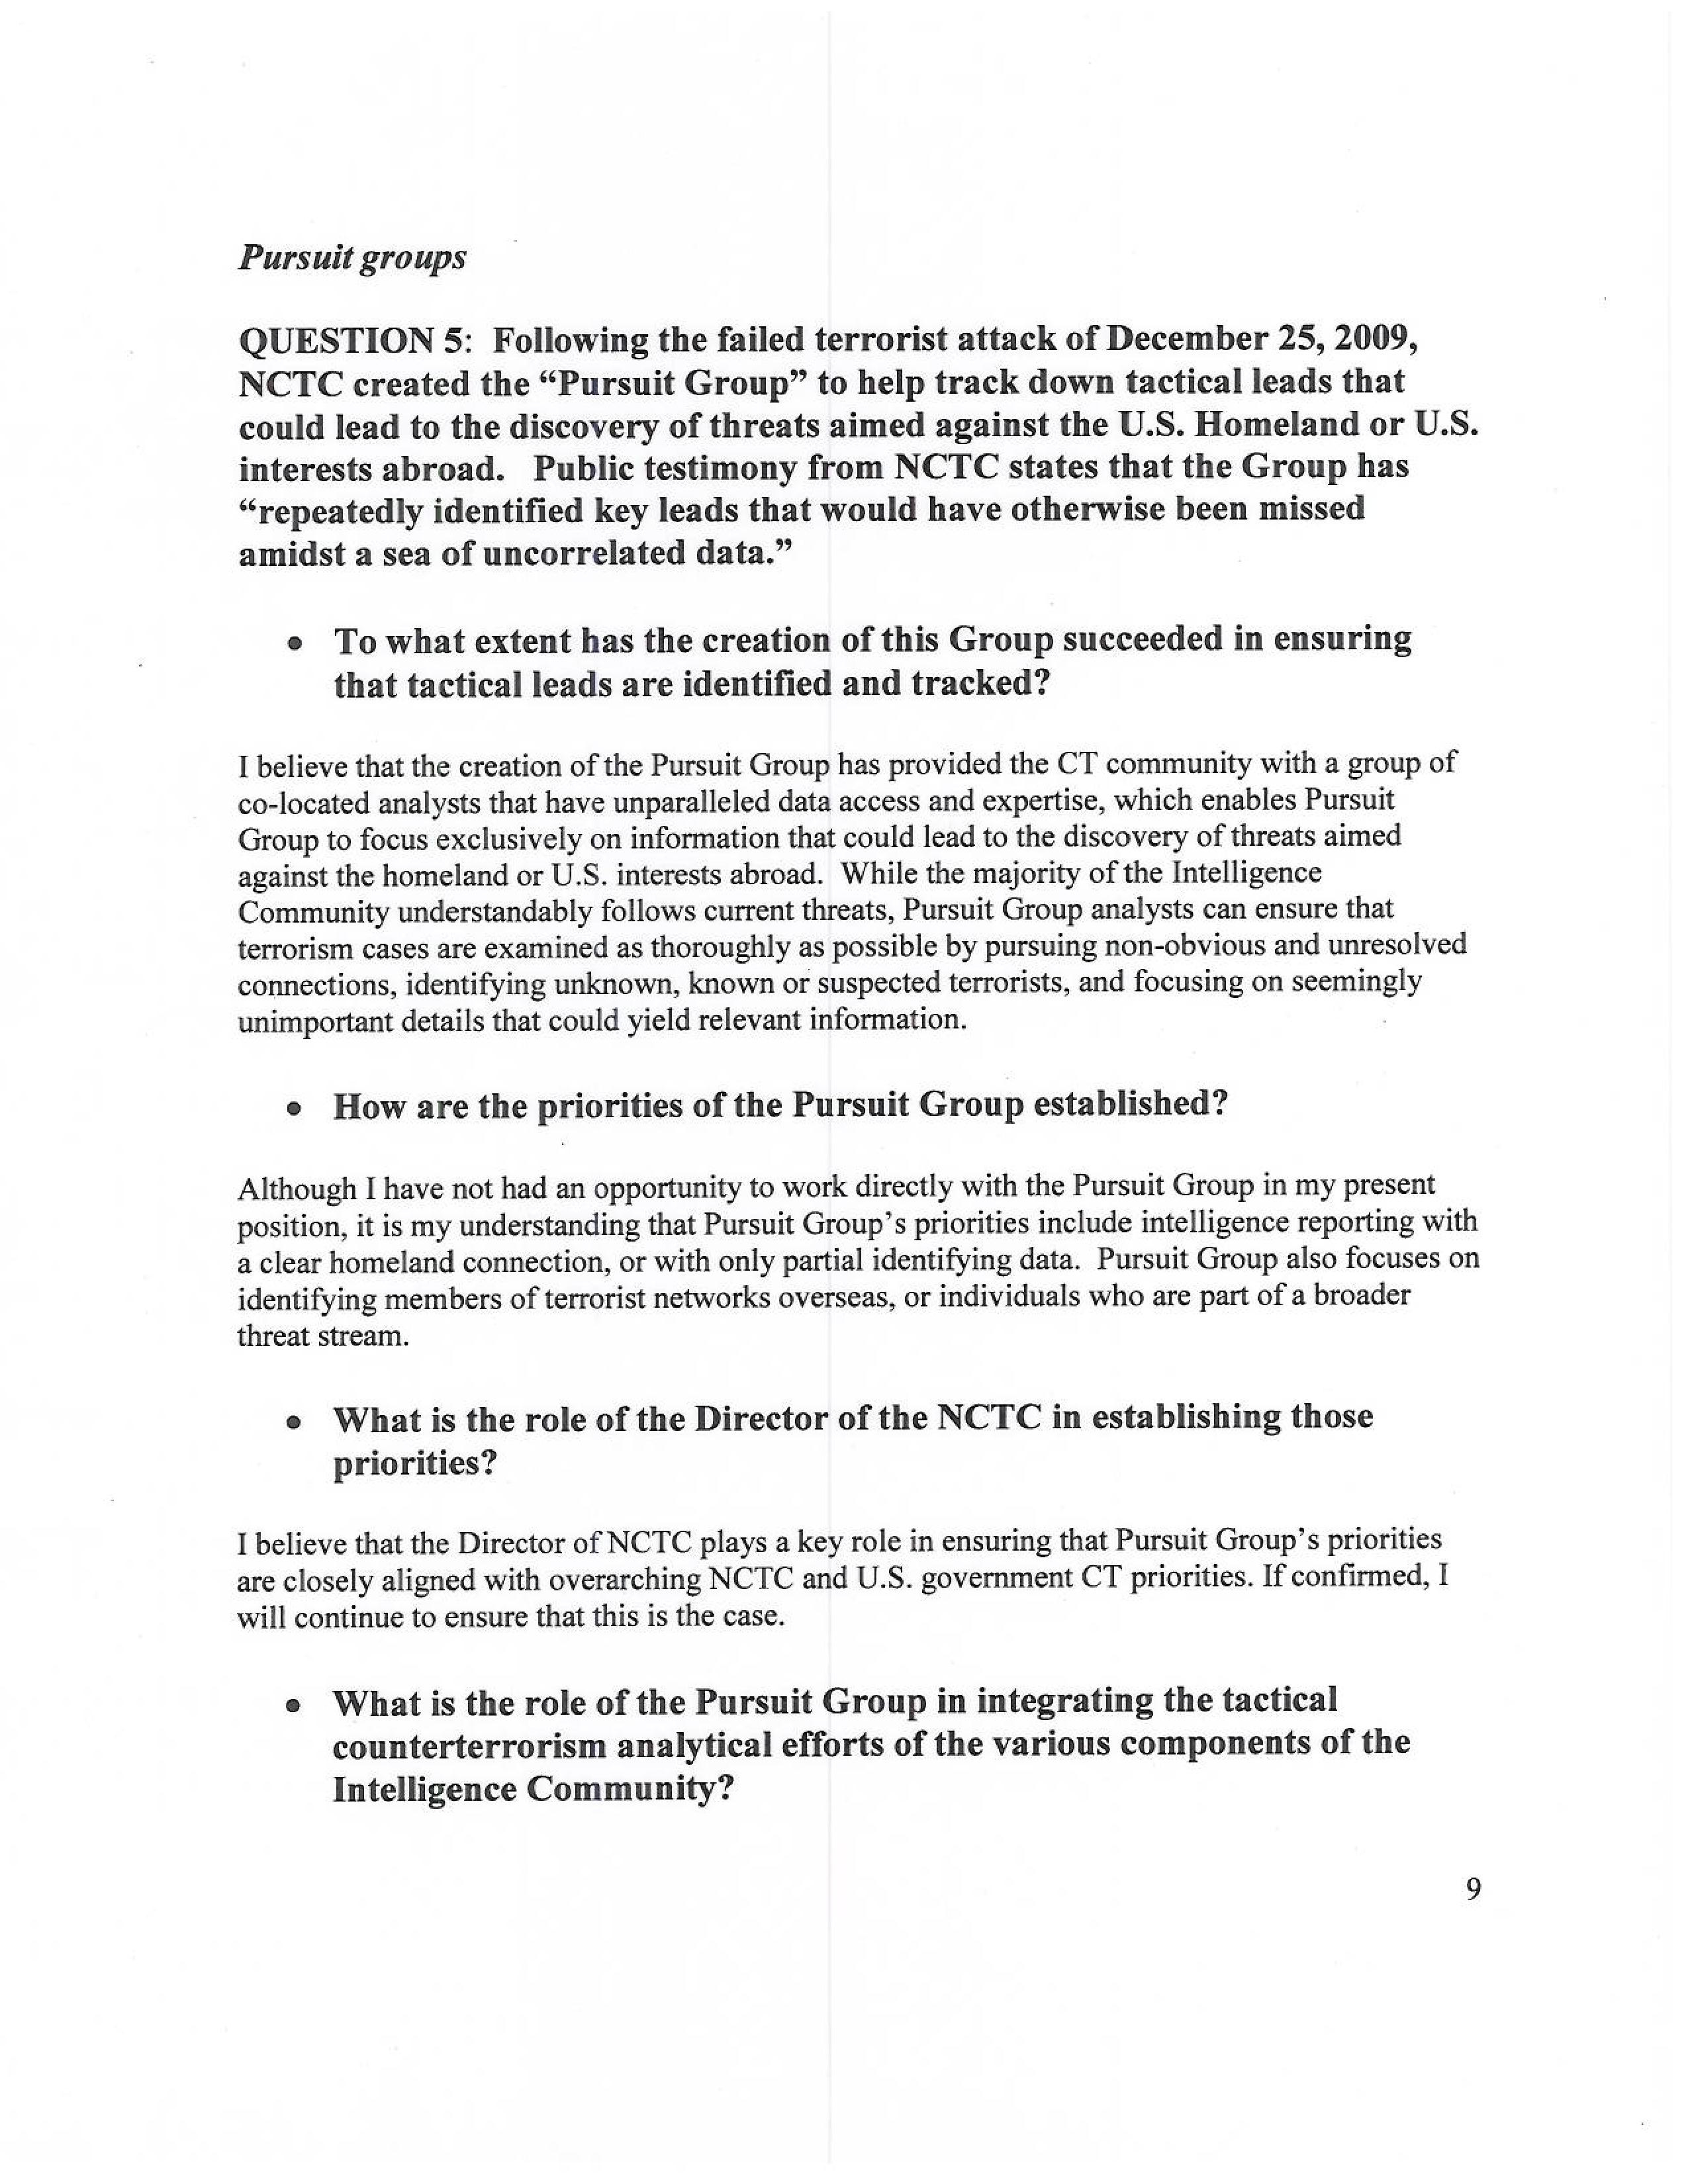 Pursuit groups
QUESTION 5:  Following the failed terrorist attack of December 25, 2009,
NCTC created the “Pursuit Group” to help track down tactical leads that
could lead to the discovery of threats aimed against the U.S. Homeland or U.S.
interests abroad.  Public testimony from NCTC states that the Group has
“repeatedly identified key leads that would have otherwise been missed
amidst a sea of uncorrelated data.”
• To what extent has the creation of this Group succeeded in ensuring
that tactical leads are identified and tracked?
I believe that the creation of the Pursuit Group has provided the CT community with a group of
co-located analysts that have unparalleled data access and expertise, which enables Pursuit
Group to focus exclusively on information that could lead to the discovery of threats aimed
against the homeland or U.S. interests abroad.  While the majority of the Intelligence
Community understandably follows current threats, Pursuit Group analysts can ensure that
terrorism cases are examined as thoroughly as possible by pursuing non-obvious and unresolved
connections, identifying unknown, known or suspected terrorists, and focusing on seemingly
unimportant details that could yield relevant information.
• How are the priorities of the Pursuit Group established?
Although I have not had an opportunity to work directly with the Pursuit Group in my present
position, it is my understanding that Pursuit Group’s priorities include intelligence reporting with
a clear homeland connection, or with only partial identifying data.  Pursuit Group also focuses on
identifying members of terrorist networks overseas, or individuals who are part of a broader
threat stream.
• What is the role of the Director of the NCTC in establishing those
priorities?
I believe that the Director of NCTC plays a key role in ensuring that Pursuit Group’s priorities
are closely aligned with overarching NCTC and U.S. government CT priorities. If confirmed, I
will continue to ensure that this is the case.
• What is the role of the Pursuit Group in integrating the tactical
counterterrorism analytical efforts of the various components of the
Intelligence Community?
9